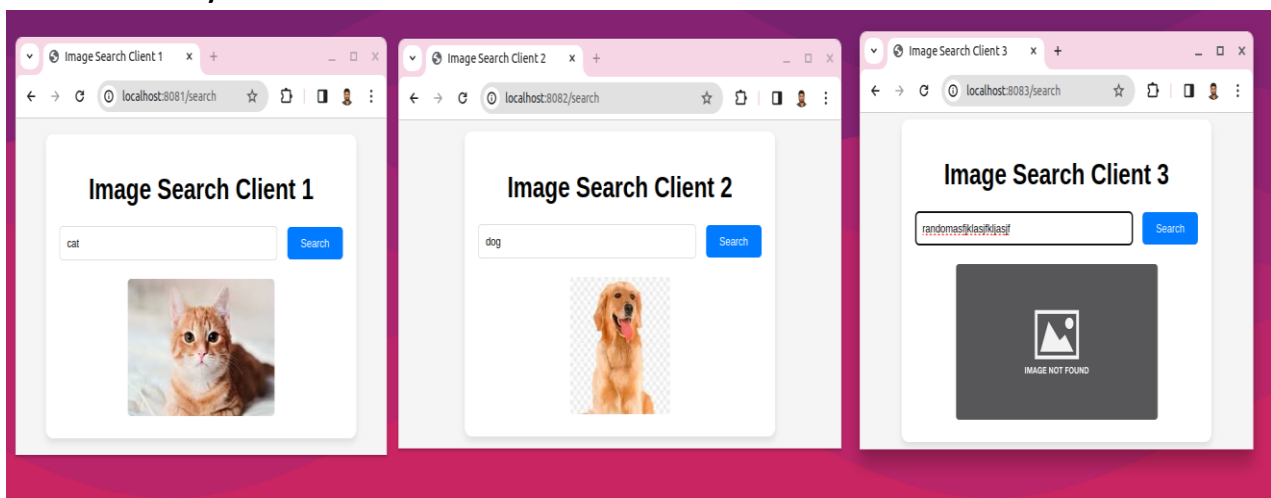 Image Search Client 1
localhost:8081/search
Image Search Client 1
cat
Search
Image Search Client 2
localhost:8082/search
Image Search Client 2
dog
Search
Image Search Client 3
localhost:8083/search
Image Search Client 3
Search
IMAGE NOT FOUND